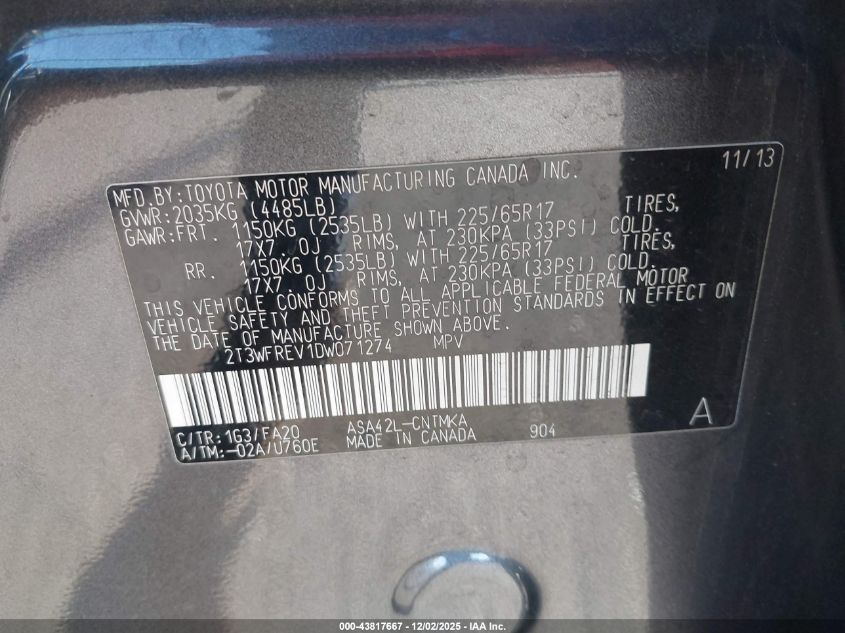 11/13
MFD.BY:TOYOTA MOTOR MANUFACTURING CANADA INC.
GVWR:2035KG (4485LB)
GAWR:FRT. 1150KG (2535LB) WITH 225/65R17 TIRES,
17X7.0J RIMS, AT 230KPA (33PSI) COLD.
RR. 1150KG (2535LB) WITH 225/65R17 TIRES,
17X7.0J RIMS, AT 230KPA (33PSI) COLD.
THIS VEHICLE CONFORMS TO ALL APPLICABLE FEDERAL MOTOR
VEHICLE SAFETY AND THEFT PREVENTION STANDARDS IN EFFECT ON
THE DATE OF MANUFACTURE SHOWN ABOVE.
2T3WFREV1DW071274 MPV
C/TR: 1G3/FA20 ASA42L-CNTMKA
A/TM:-02A/U760E MADE IN CANADA 904 A
000-43817667 - 12/02/2025 - IAA Inc.